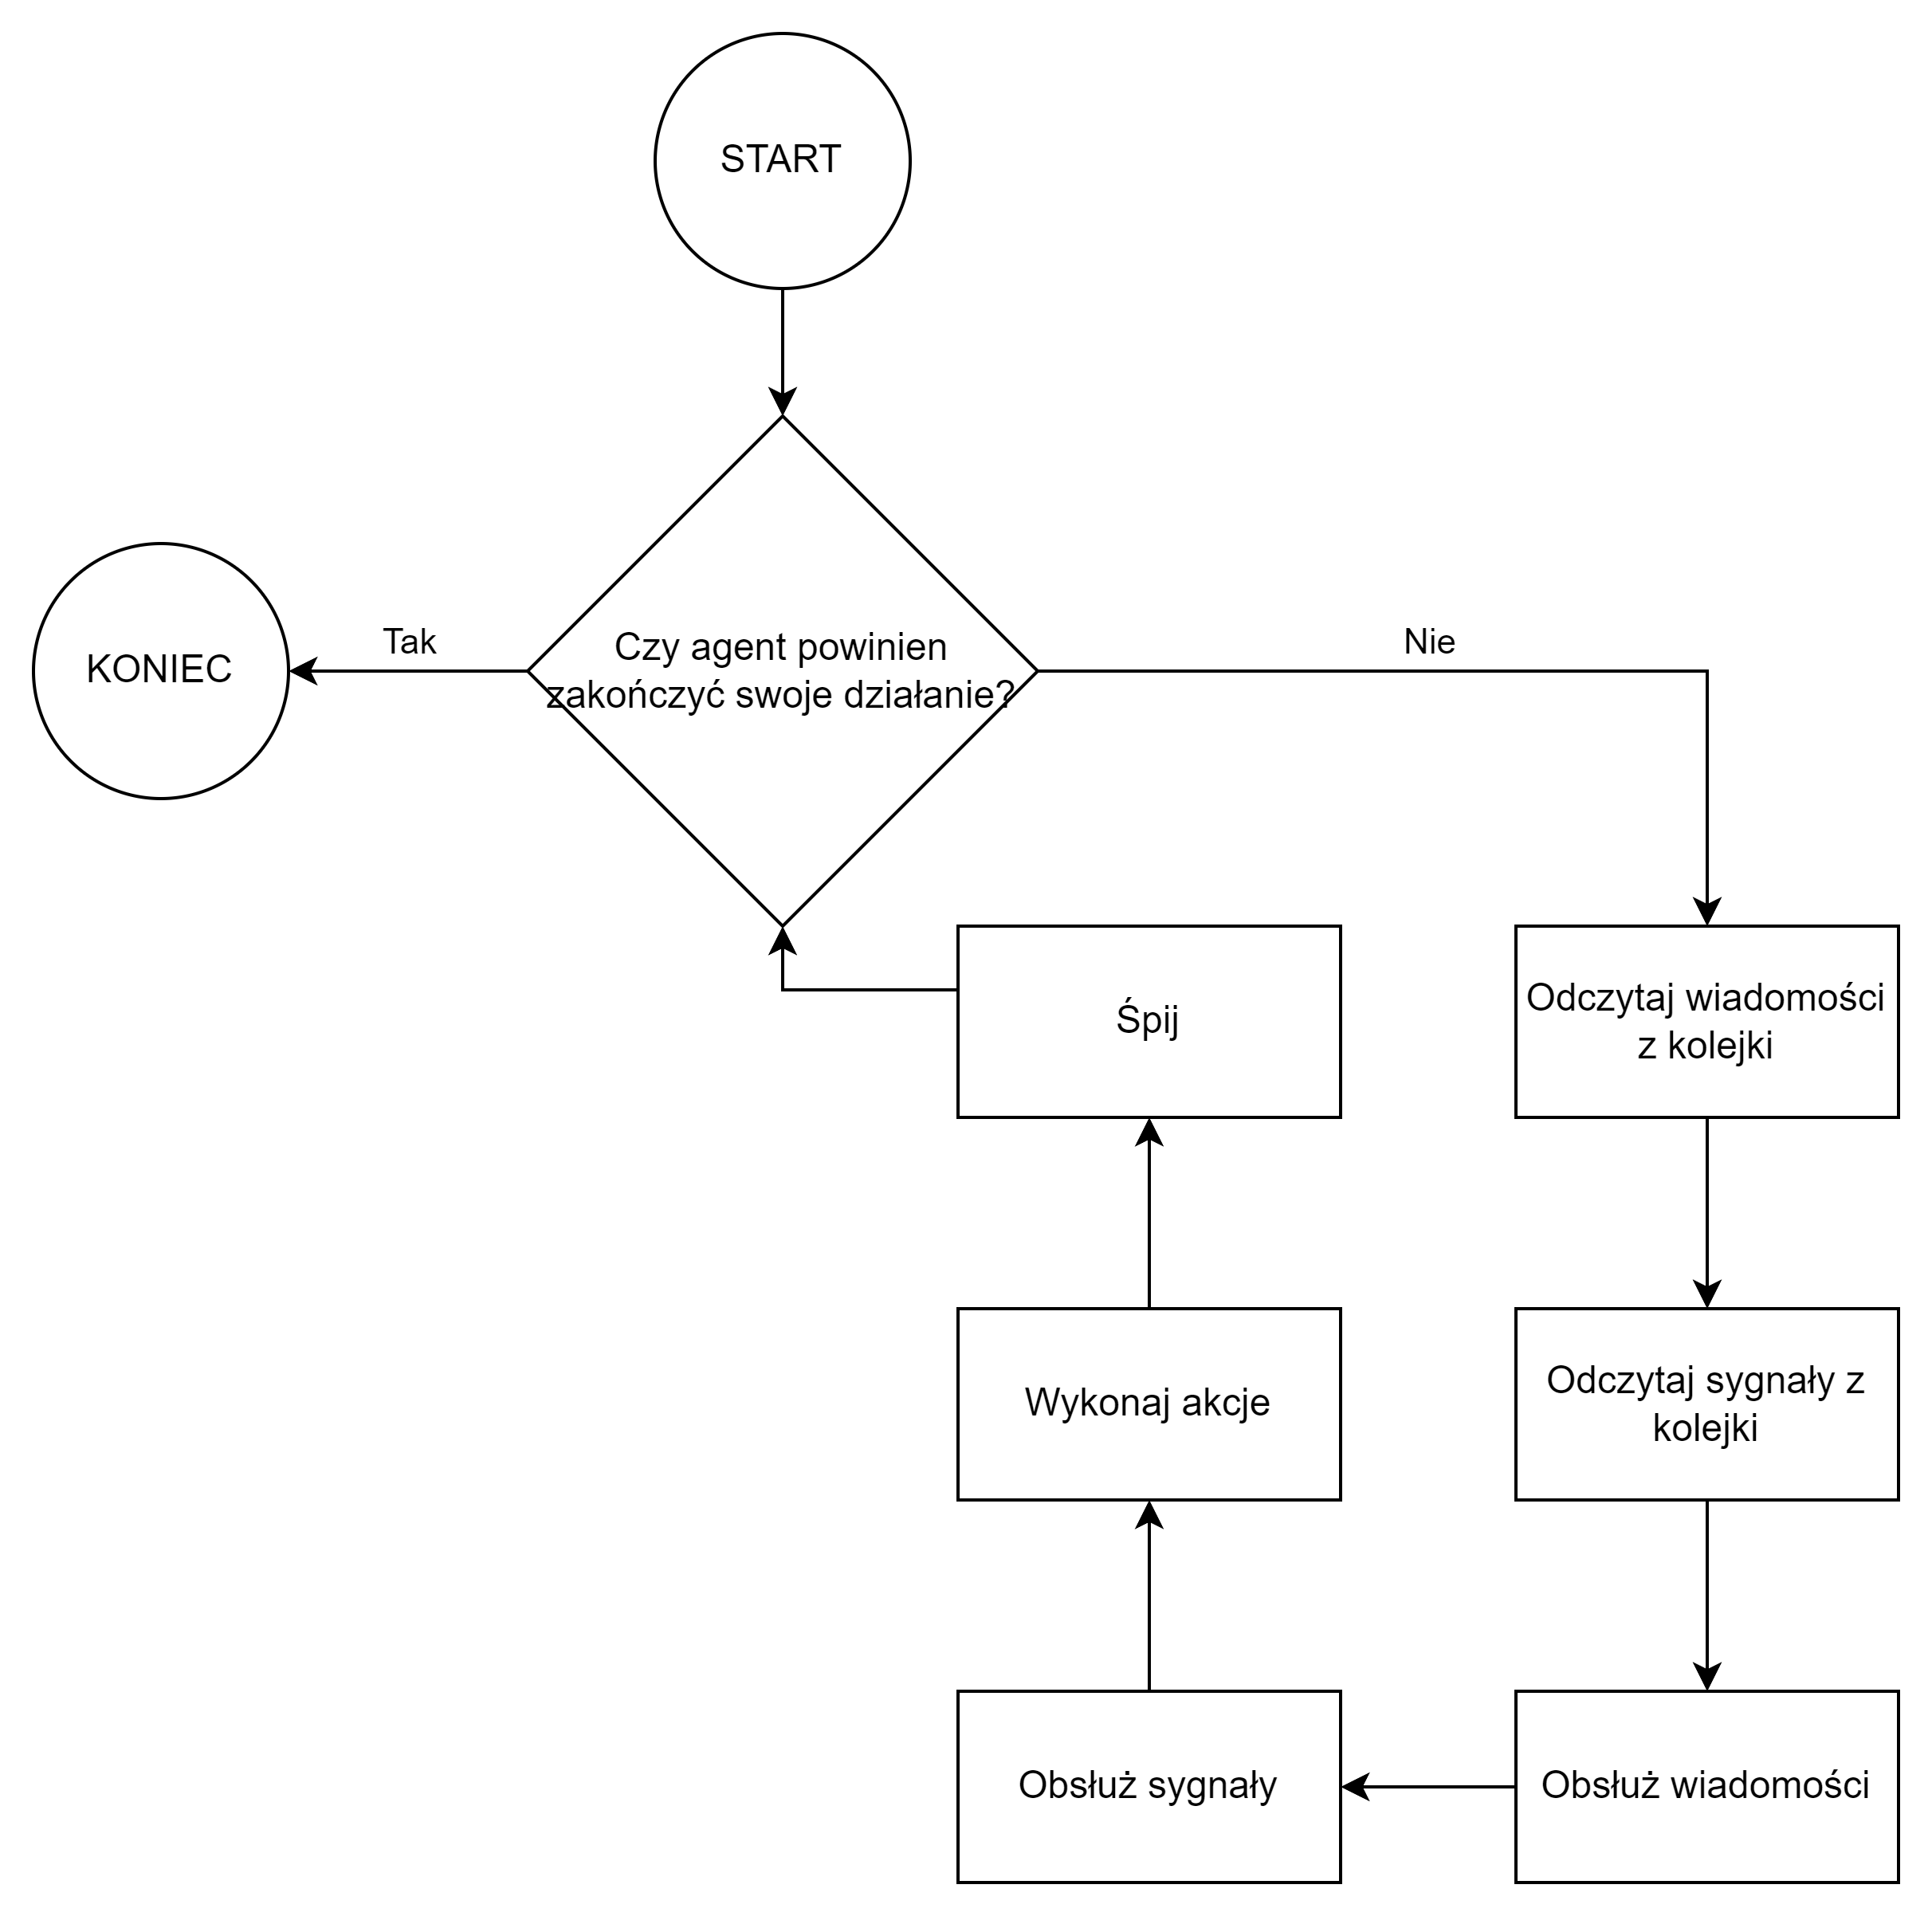 START
KONIEC
Tak
Czy agent powinien
zakończyć swoje działanie?
Nie
Śpij
Odczytaj wiadomości
z kolejki
Wykonaj akcje
Odczytaj sygnały z
kolejki
Obsłuż sygnały
Obsłuż wiadomości